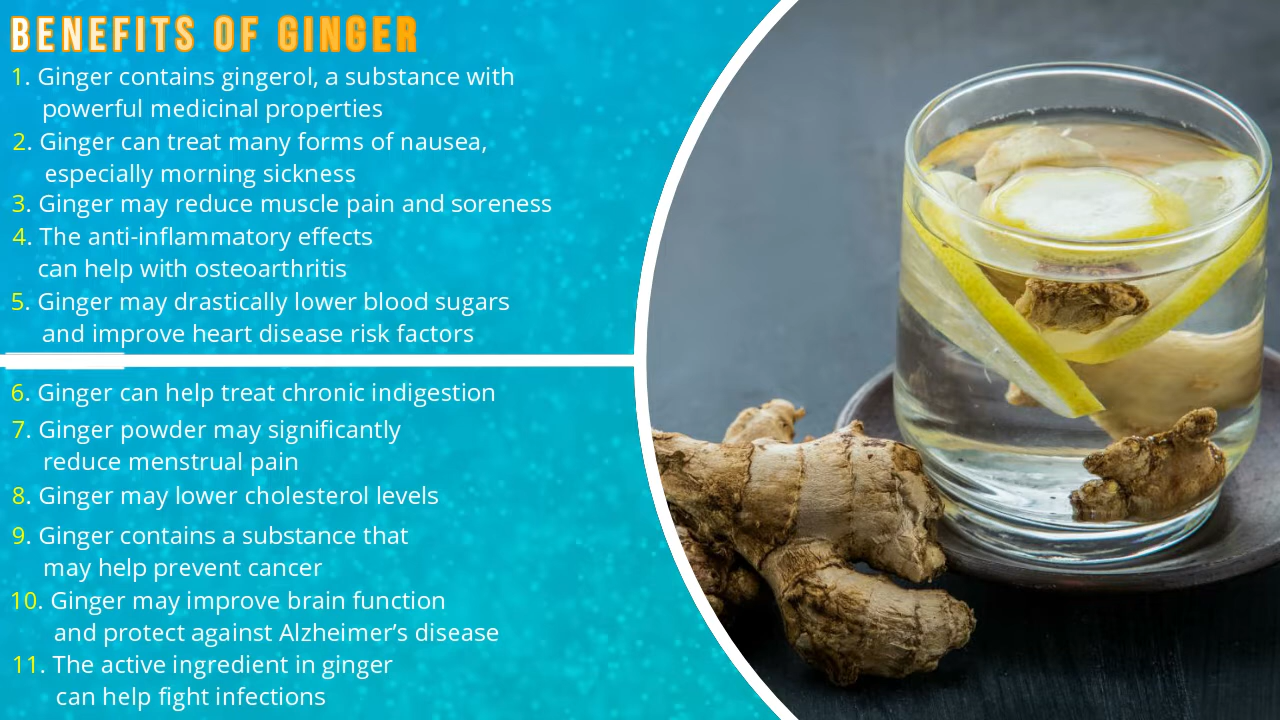 BENEFITS OF GINGER
1. Ginger contains gingerol, a substance with
powerful medicinal properties
2. Ginger can treat many forms of nausea,
especially morning sickness
3. Ginger may reduce muscle pain and soreness
4. The anti-inflammatory effects
can help with osteoarthritis
5. Ginger may drastically lower blood sugars
and improve heart disease risk factors
6. Ginger can help treat chronic indigestion
7. Ginger powder may significantly
reduce menstrual pain
8. Ginger may lower cholesterol levels
9. Ginger contains a substance that
may help prevent cancer
10. Ginger may improve brain function
and protect against Alzheimer’s disease
11. The active ingredient in ginger
can help fight infections